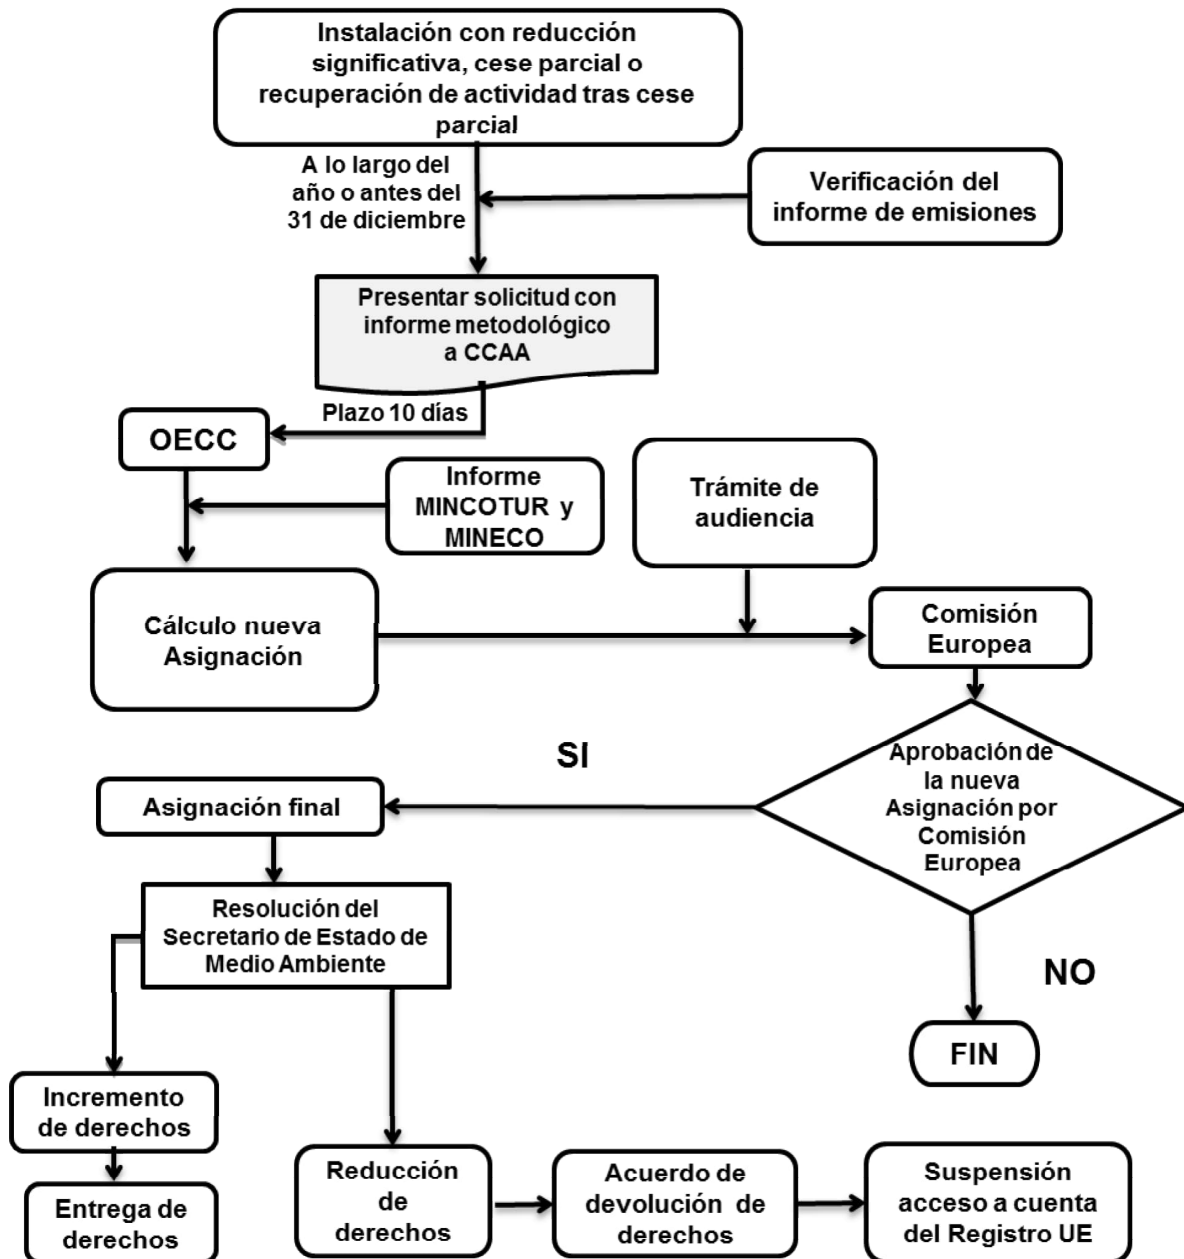 Instalación con reducción
significativa, cese parcial o
recuperación de actividad tras cese
parcial
A lo largo del
año o antes del
31 de diciembre
Verificación del
informe de emisiones
Presentar solicitud con
informe metodológico
a CCAA
Plazo 10 días
OECC
Informe
MINCOTUR y
MINECO
Trámite de
audiencia
Cálculo nueva
Asignación
Comisión
Europea
Aprobación de
la nueva
Asignación por
Comisión
Europea
SI
Asignación final
Resolución del
Secretario de Estado de
Medio Ambiente
NO
FIN
Incremento
de derechos
Entrega de
derechos
Reducción
de
derechos
Acuerdo de
devolución de
derechos
Suspensión
acceso a cuenta
del Registro UE